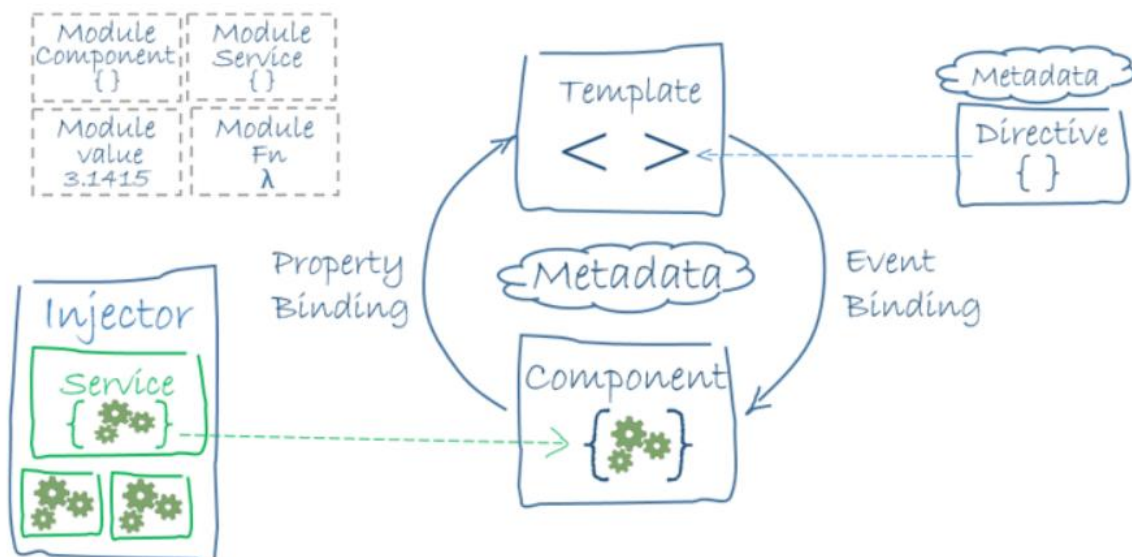 Module
Component
{ }
Module
Service
{ }
Module
value
3.1415
Module
Fn
λ
Template
< >
Metadata
Directive
{ }
Property
Binding
Metadata
Event
Binding
Injector
Service
{ }
Component
{ }